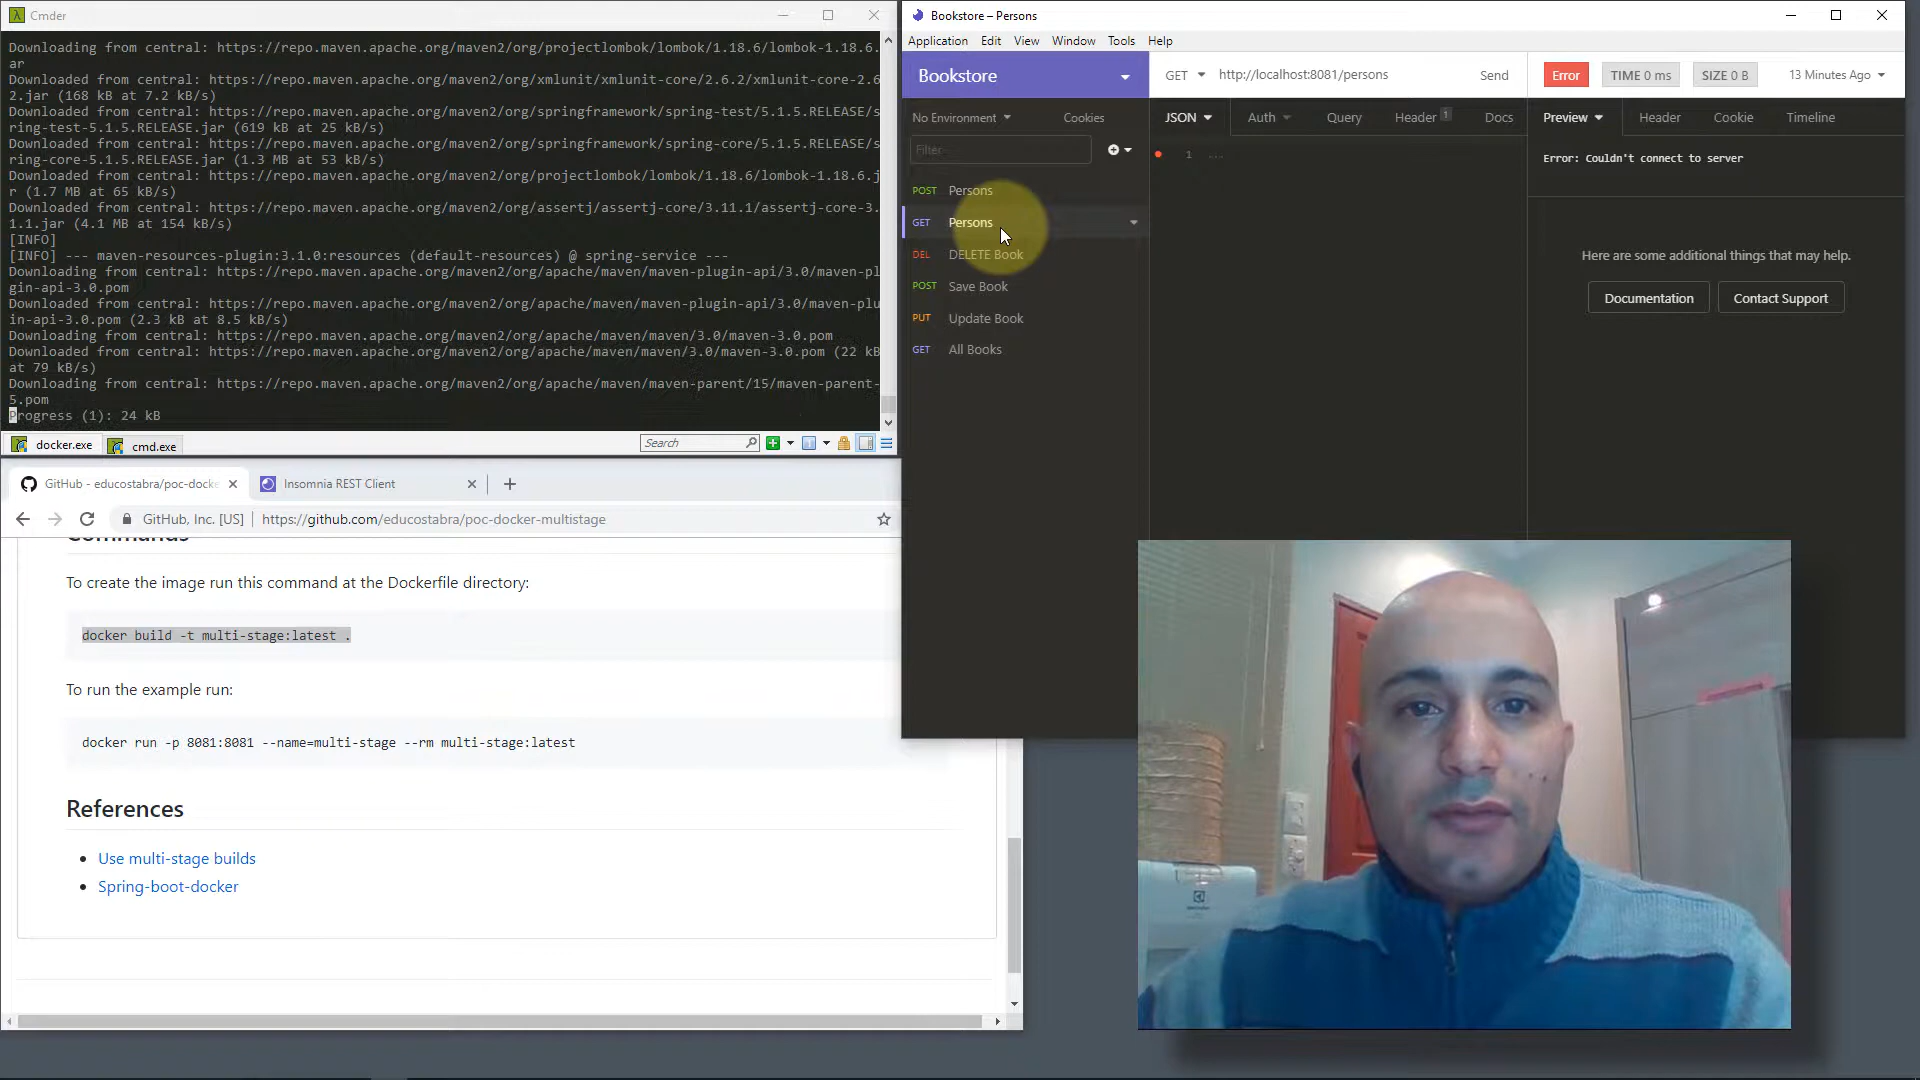 Cmder
Downloading from central: https://repo.maven.apache.org/maven2/org/projectlombok/lombok/1.18.6/lombok-1.18.6.
ar
Downloaded from central: https://repo.maven.apache.org/maven2/org/xmlunit/xmlunit-core/2.6.2/xmlunit-core-2.6
2.jar (168 kB at 7.2 kB/s)
Downloaded from central: https://repo.maven.apache.org/maven2/org/springframework/spring-test/5.1.5.RELEASE/s
ring-test-5.1.5.RELEASE.jar (619 kB at 25 kB/s)
Downloaded from central: https://repo.maven.apache.org/maven2/org/springframework/spring-core/5.1.5.RELEASE/s
ring-core-5.1.5.RELEASE.jar (1.3 MB at 53 kB/s)
Downloaded from central: https://repo.maven.apache.org/maven2/org/projectlombok/lombok/1.18.6/lombok-1.18.6.j
r (1.7 MB at 65 kB/s)
Downloaded from central: https://repo.maven.apache.org/maven2/org/assertj/assertj-core/3.11.1/assertj-core-3.
1.1.jar (4.1 MB at 154 kB/s)
[INFO]
[INFO] --- maven-resources-plugin:3.1.0:resources (default-resources) @ spring-service ---
Downloading from central: https://repo.maven.apache.org/maven2/org/apache/maven/maven-plugin-api/3.0/maven-pl
gin-api-3.0.pom
Downloaded from central: https://repo.maven.apache.org/maven2/org/apache/maven/maven-plugin-api/3.0/maven-plu
in-api-3.0.pom (2.3 kB at 8.5 kB/s)
Downloading from central: https://repo.maven.apache.org/maven2/org/apache/maven/maven/3.0/maven-3.0.pom
Downloaded from central: https://repo.maven.apache.org/maven2/org/apache/maven/maven/3.0/maven-3.0.pom (22 kB
at 79 kB/s)
Downloading from central: https://repo.maven.apache.org/maven2/org/apache/maven/maven-parent/15/maven-parent-
5.pom
Progress (1): 24 kB
docker.exe
cmd.exe
Search
GitHub - educostabra/poc-docke
Insomnia REST Client
GitHub, Inc. [US]
https://github.com/educostabra/poc-docker-multistage
Commands
To create the image run this command at the Dockerfile directory:
docker build -t multi-stage:latest .
To run the example run:
docker run -p 8081:8081 --name=multi-stage --rm multi-stage:latest
References
Use multi-stage builds
Spring-boot-docker
Bookstore – Persons
Application Edit View Window Tools Help
Bookstore
GET http://localhost:8081/persons Send
Error TIME 0 ms SIZE 0 B 13 Minutes Ago
No Environment Cookies
JSON Auth Query Header 1 Docs
Preview Header Cookie Timeline
Filter
1 ...
Error: Couldn't connect to server
POST Persons
GET Persons
DEL DELETE Book
POST Save Book
PUT Update Book
GET All Books
Here are some additional things that may help.
Documentation
Contact Support